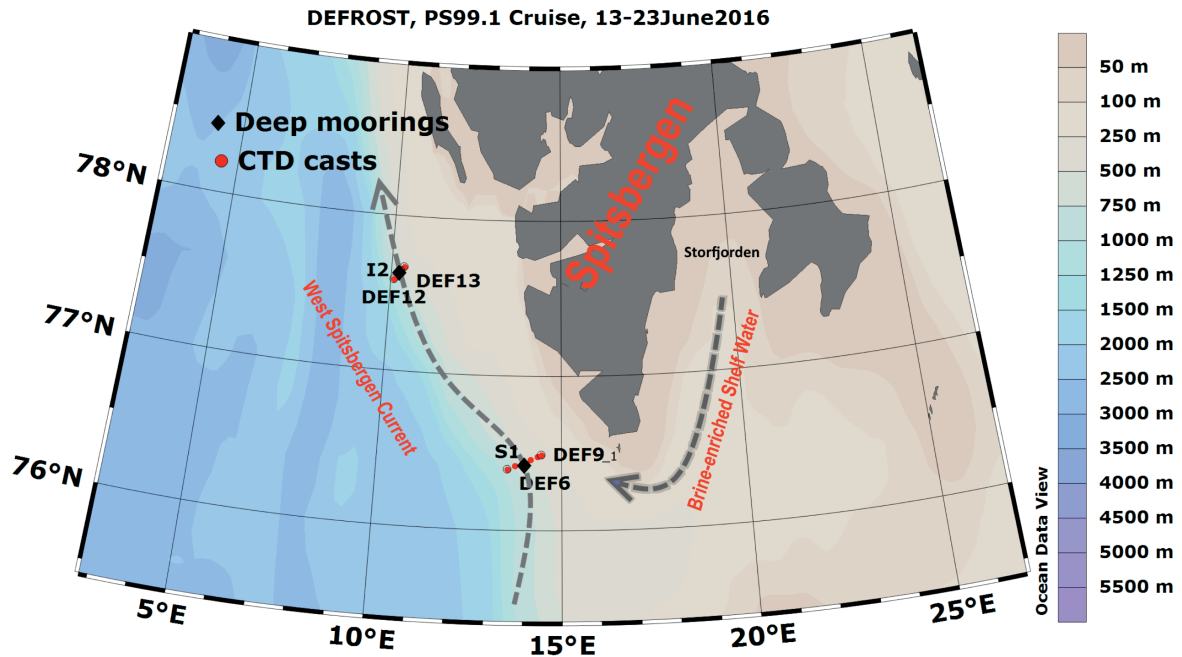 DEFROST, PS99.1 Cruise, 13-23June2016
Deep moorings
CTD casts
Spitsbergen
Storfjorden
I2
DEF13
DEF12
West Spitsbergen Current
Brine-enriched Shelf Water
S1
DEF9_1
DEF6
78°N
77°N
76°N
5°E
10°E
15°E
20°E
25°E
Ocean Data View
50 m
100 m
250 m
500 m
750 m
1000 m
1250 m
1500 m
2000 m
2500 m
3000 m
3500 m
4000 m
4500 m
5000 m
5500 m